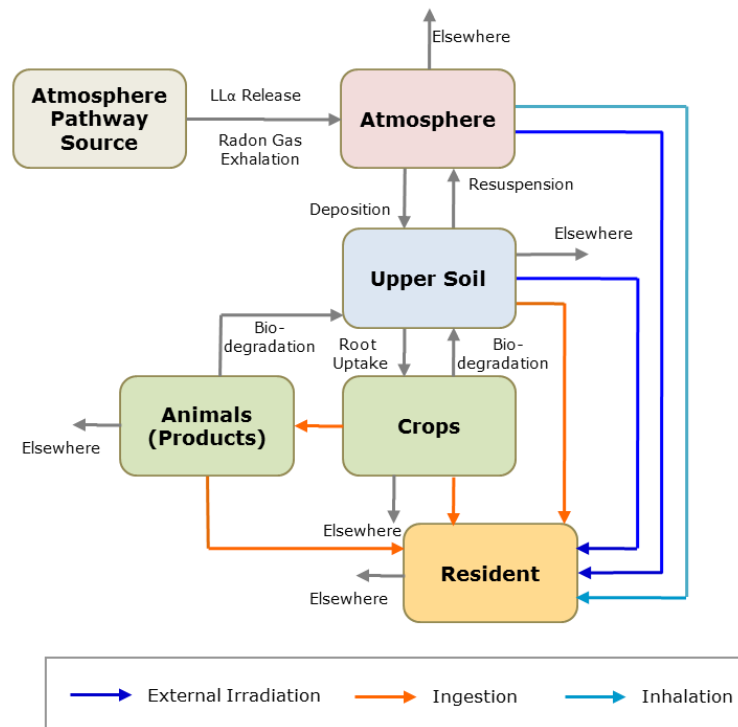 Elsewhere
Atmosphere
Pathway
Source
LLα Release
Radon Gas
Exhalation
Atmosphere
Deposition
Resuspension
Elsewhere
Upper Soil
Bio-
degradation
Root
Uptake
Bio-
degradation
Animals
(Products)
Crops
Elsewhere
Elsewhere
Resident
Elsewhere
External Irradiation
Ingestion
Inhalation